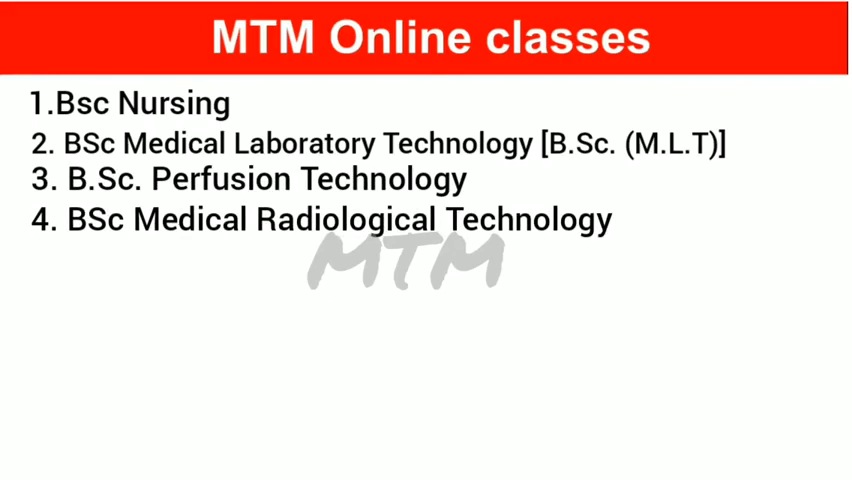 MTM Online classes
1.Bsc Nursing
2. BSc Medical Laboratory Technology [B.Sc. (M.L.T)]
3. B.Sc. Perfusion Technology
4. BSc Medical Radiological Technology
MTM